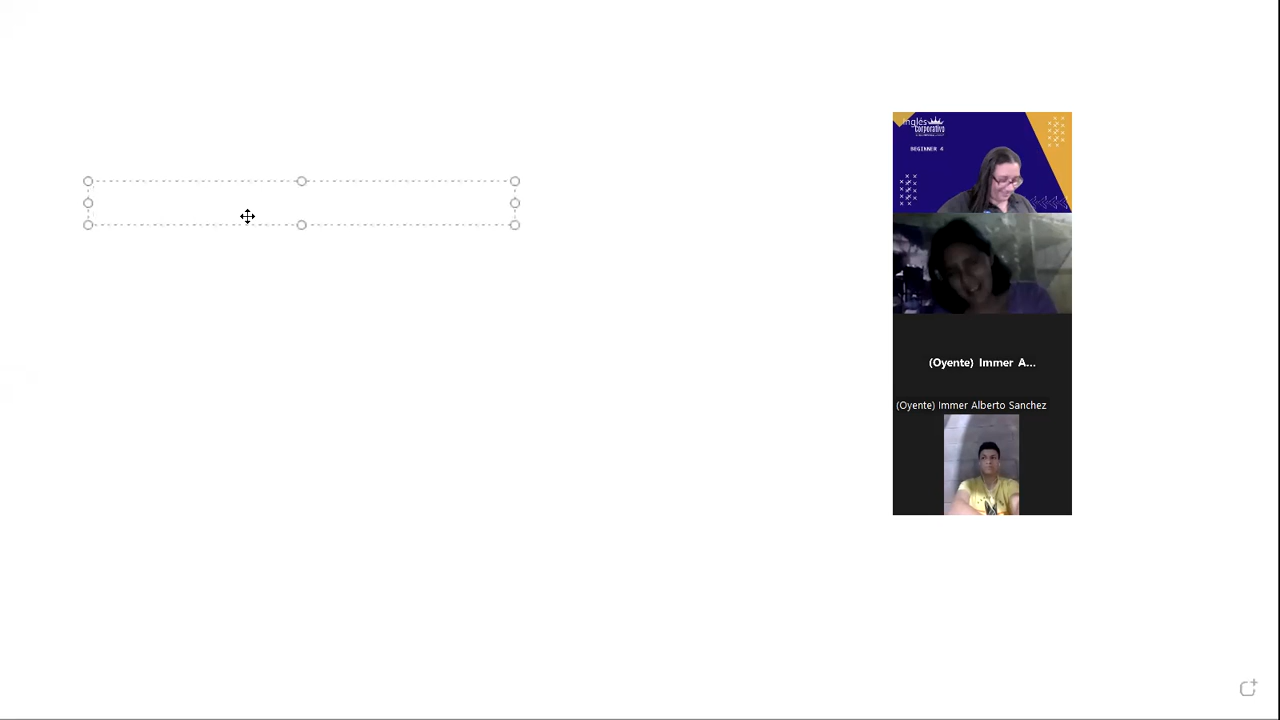 Inglés
corporativo
BEGINNER 4
(Oyente) Immer A...
(Oyente) Immer Alberto Sanchez